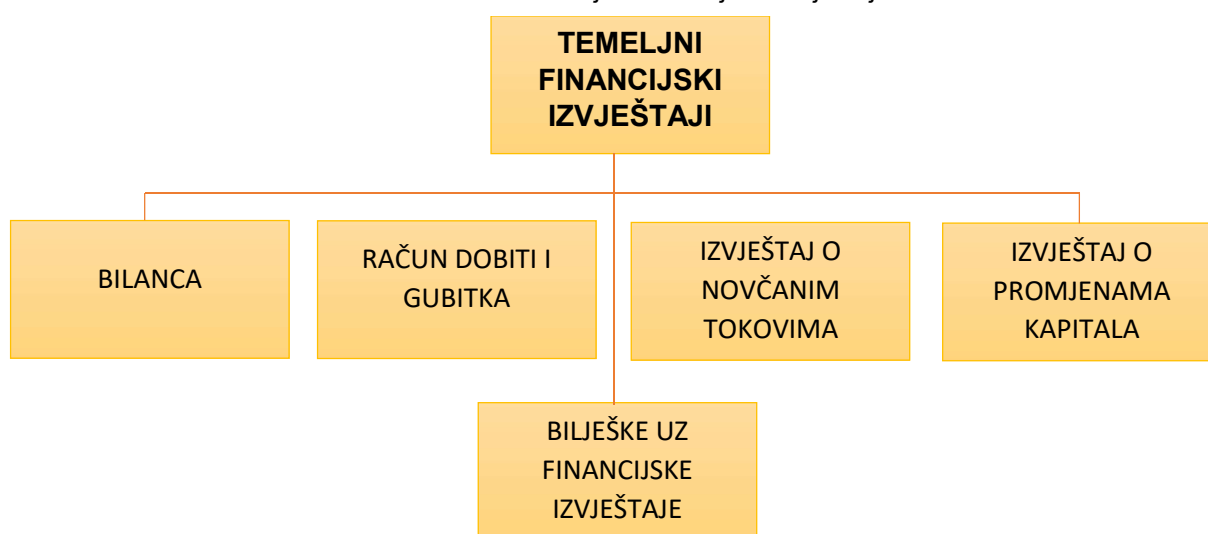 TEMELJNI
FINANCIJSKI
IZVJEŠTAJI
BILANCA
RAČUN DOBITI I
GUBITKA
IZVJEŠTAJ O
NOVČANIM
TOKOVIMA
IZVJEŠTAJ O
PROMJENAMA
KAPITALA
BILJEŠKE UZ
FINANCIJSKE
IZVJEŠTAJE